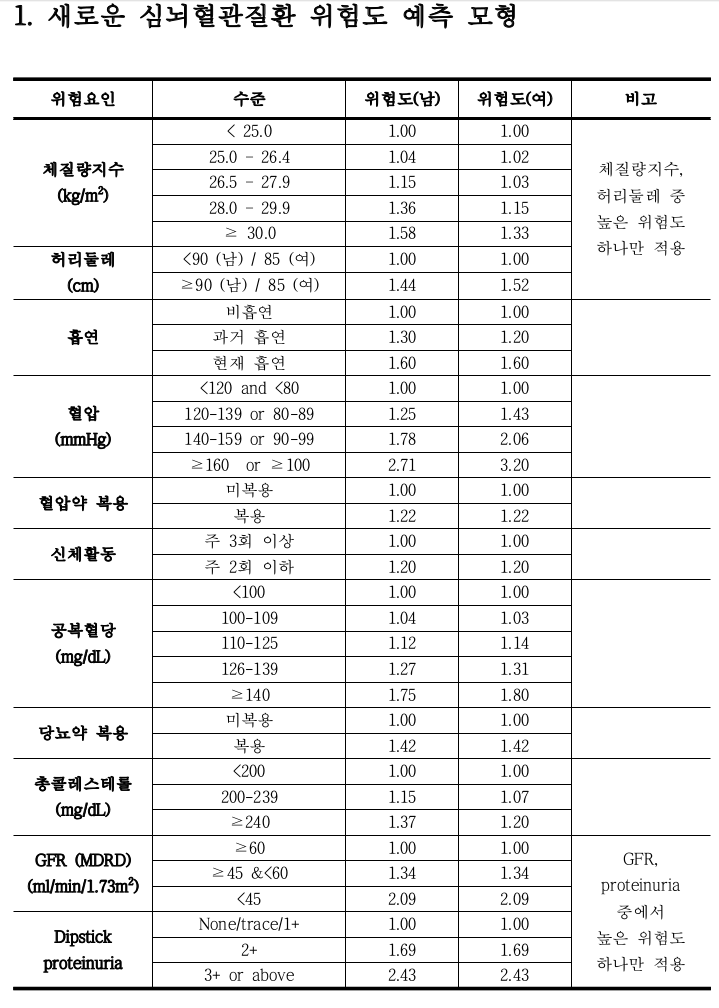 1. 새로운 심뇌혈관질환 위험도 예측 모형
위험요인 수준 위험도(남) 위험도(여) 비고
체질량지수
(kg/m²)
< 25.0 1.00 1.00
25.0 - 26.4 1.04 1.02
26.5 - 27.9 1.15 1.03
28.0 - 29.9 1.36 1.15
≥ 30.0 1.58 1.33
체질량지수,
허리둘레 중
높은 위험도
하나만 적용
허리둘레
(cm)
<90 (남) / 85 (여) 1.00 1.00
≥90 (남) / 85 (여) 1.44 1.52
흡연
비흡연 1.00 1.00
과거 흡연 1.30 1.20
현재 흡연 1.60 1.60
혈압
(mmHg)
<120 and <80 1.00 1.00
120-139 or 80-89 1.25 1.43
140-159 or 90-99 1.78 2.06
≥160 or ≥100 2.71 3.20
혈압약 복용
미복용 1.00 1.00
복용 1.22 1.22
신체활동
주 3회 이상 1.00 1.00
주 2회 이하 1.20 1.20
공복혈당
(mg/dL)
<100 1.00 1.00
100-109 1.04 1.03
110-125 1.12 1.14
126-139 1.27 1.31
≥140 1.75 1.80
당뇨약 복용
미복용 1.00 1.00
복용 1.42 1.42
총콜레스테롤
(mg/dL)
<200 1.00 1.00
200-239 1.15 1.07
≥240 1.37 1.20
GFR (MDRD)
(ml/min/1.73m²)
≥60 1.00 1.00
≥45 &<60 1.34 1.34
<45 2.09 2.09
GFR,
proteinuria
중에서
높은 위험도
하나만 적용
Dipstick
proteinuria
None/trace/1+ 1.00 1.00
2+ 1.69 1.69
3+ or above 2.43 2.43